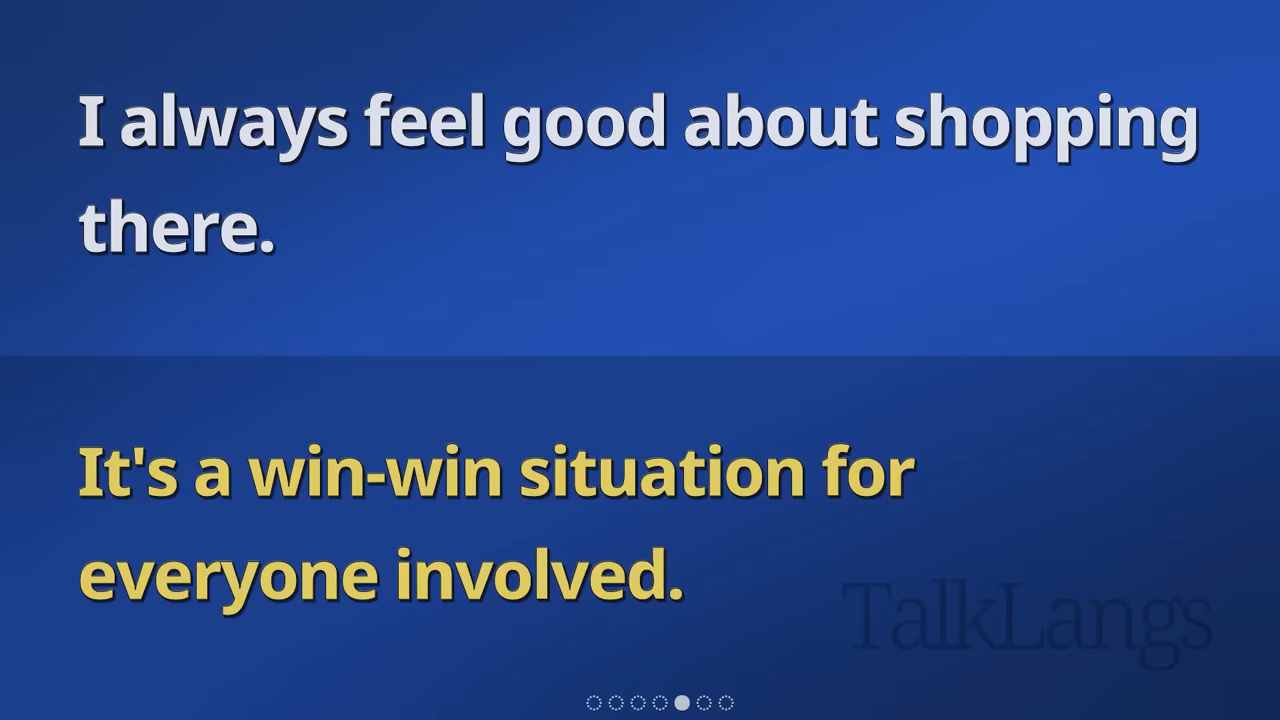 I always feel good about shopping
there.
It's a win-win situation for
everyone involved.
TalkLangs